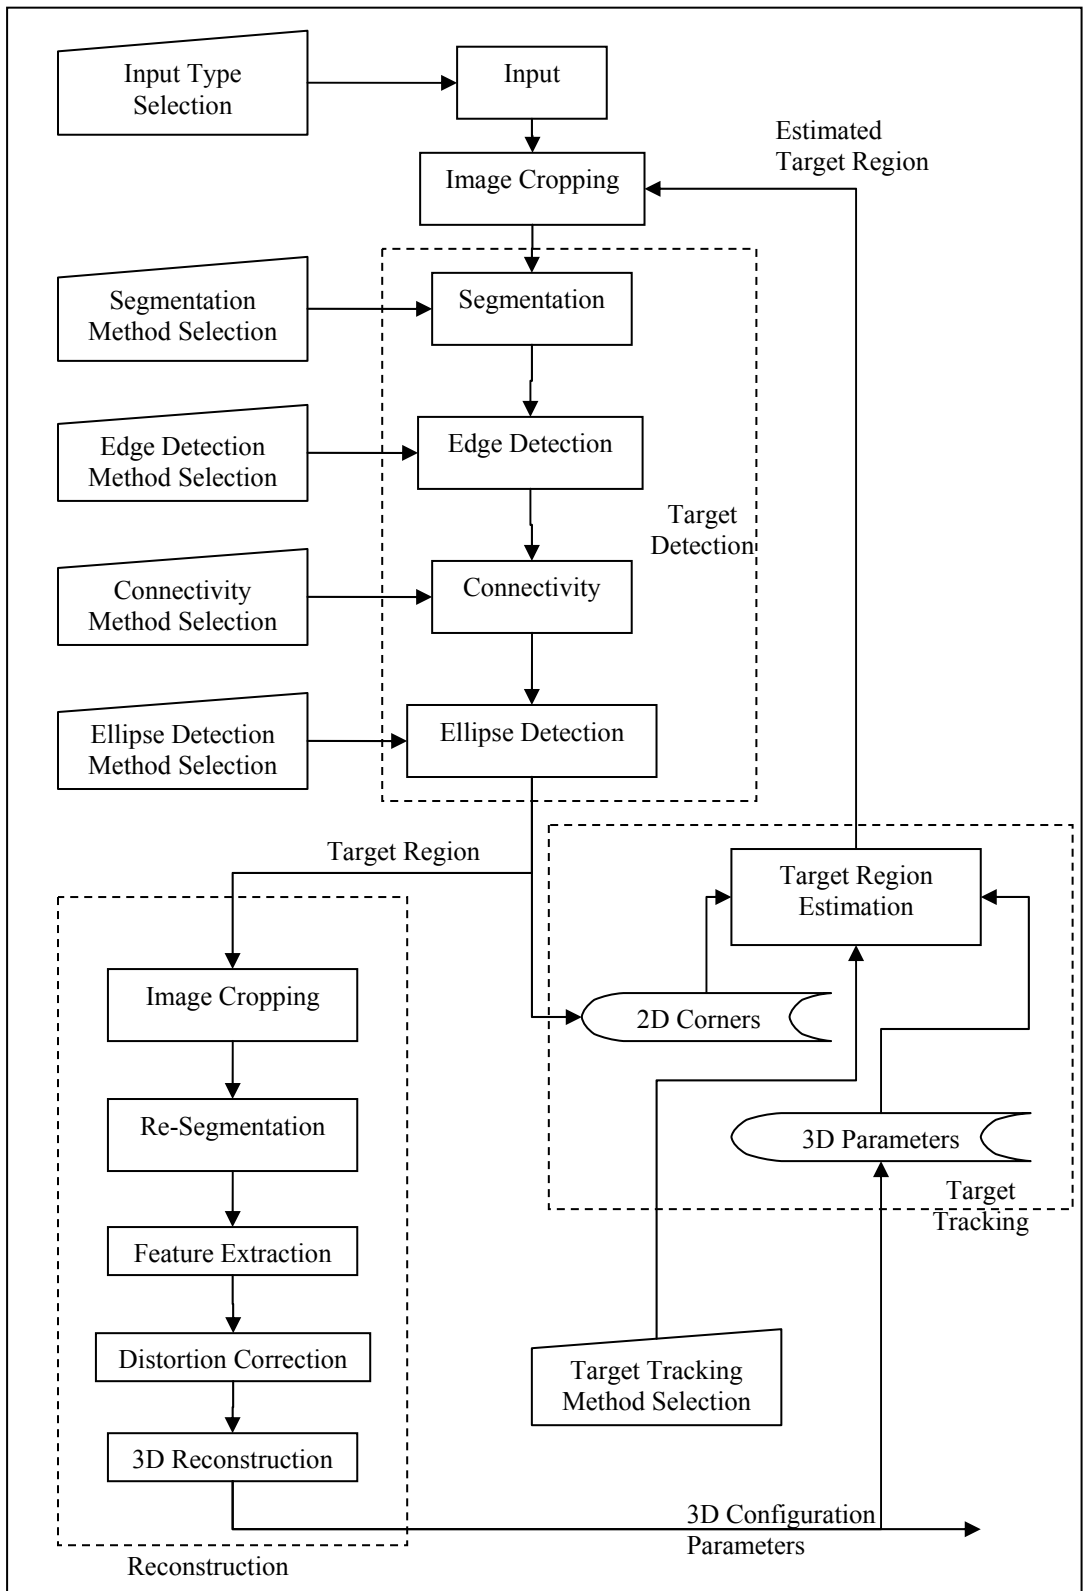 Input Type
Selection
Input
Estimated
Target Region
Image Cropping
Segmentation
Method Selection
Segmentation
Edge Detection
Method Selection
Edge Detection
Target
Detection
Connectivity
Method Selection
Connectivity
Ellipse Detection
Method Selection
Ellipse Detection
Target Region
Target Region
Estimation
Image Cropping
2D Corners
Re-Segmentation
3D Parameters
Target
Tracking
Feature Extraction
Distortion Correction
Target Tracking
Method Selection
3D Reconstruction
3D Configuration
Parameters
Reconstruction